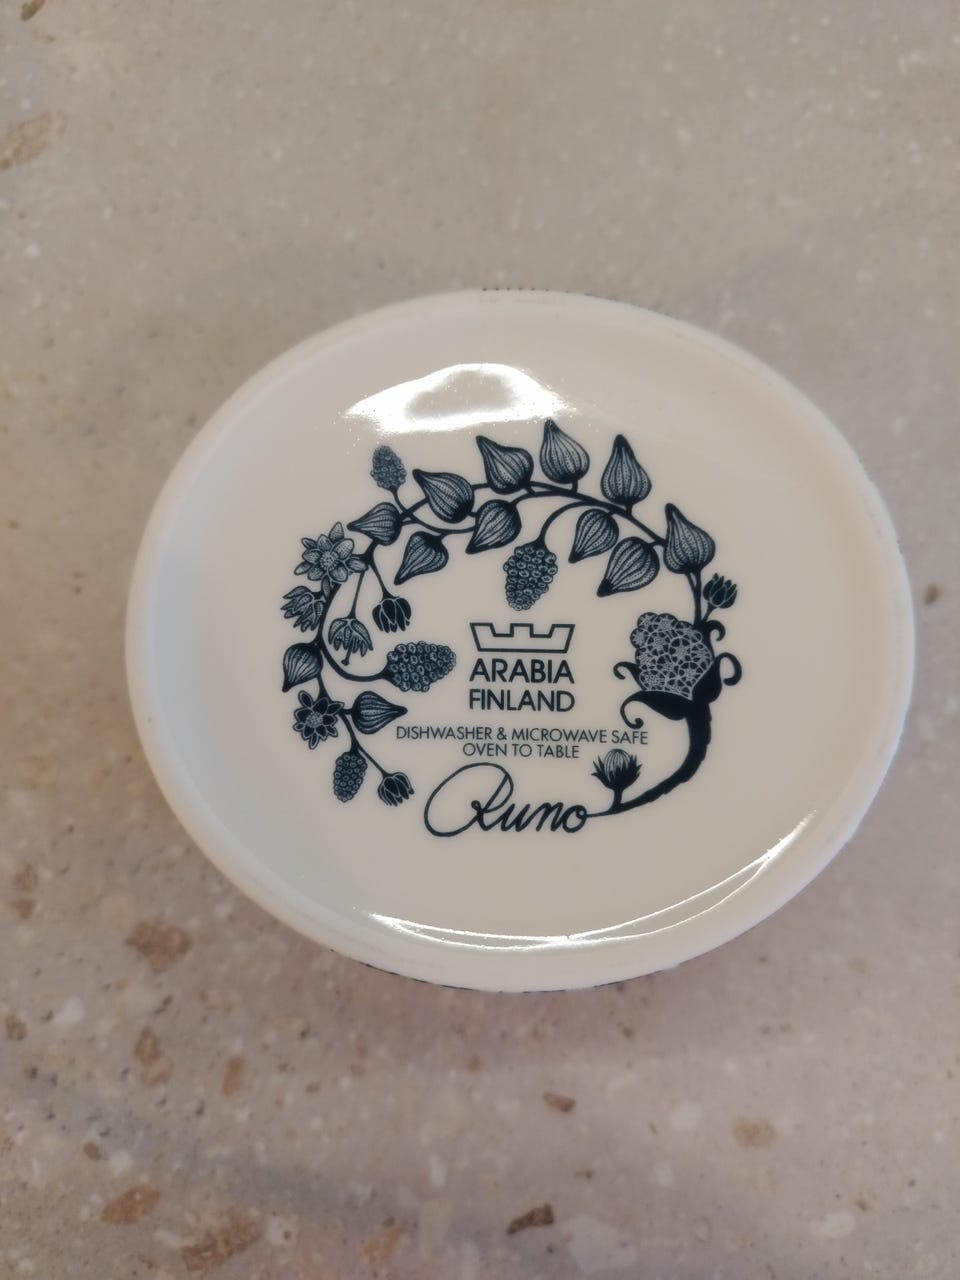 ARABIA
FINLAND
DISHWASHER & MICROWAVE SAFE
OVEN TO TABLE
Runo